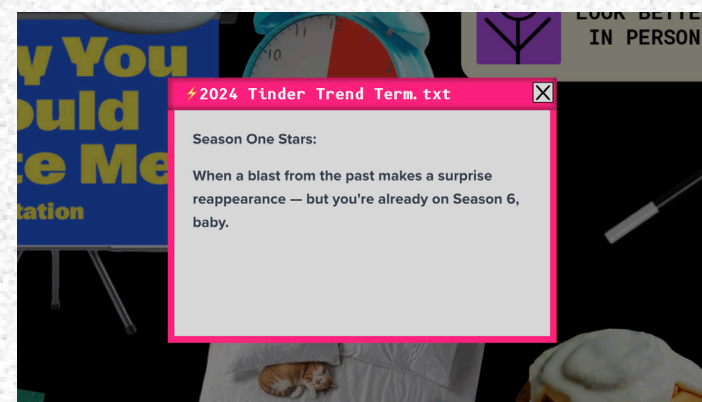 LOOK BETTE
IN PERSON
y You
ould
te Me
tation
10
⚡2024 Tinder Trend Term.txt
Season One Stars:
When a blast from the past makes a surprise
reappearance — but you're already on Season 6,
baby.